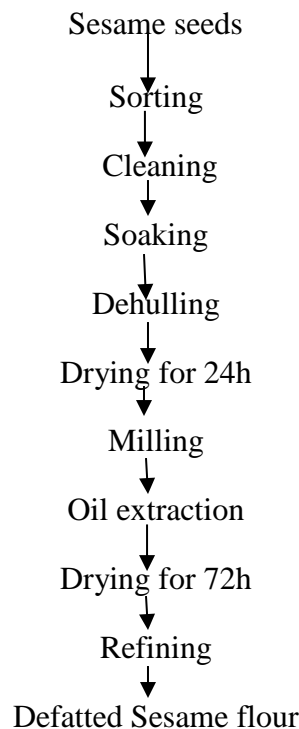 Sesame seeds
Sorting
Cleaning
Soaking
Dehulling
Drying for 24h
Milling
Oil extraction
Drying for 72h
Refining
Defatted Sesame flour